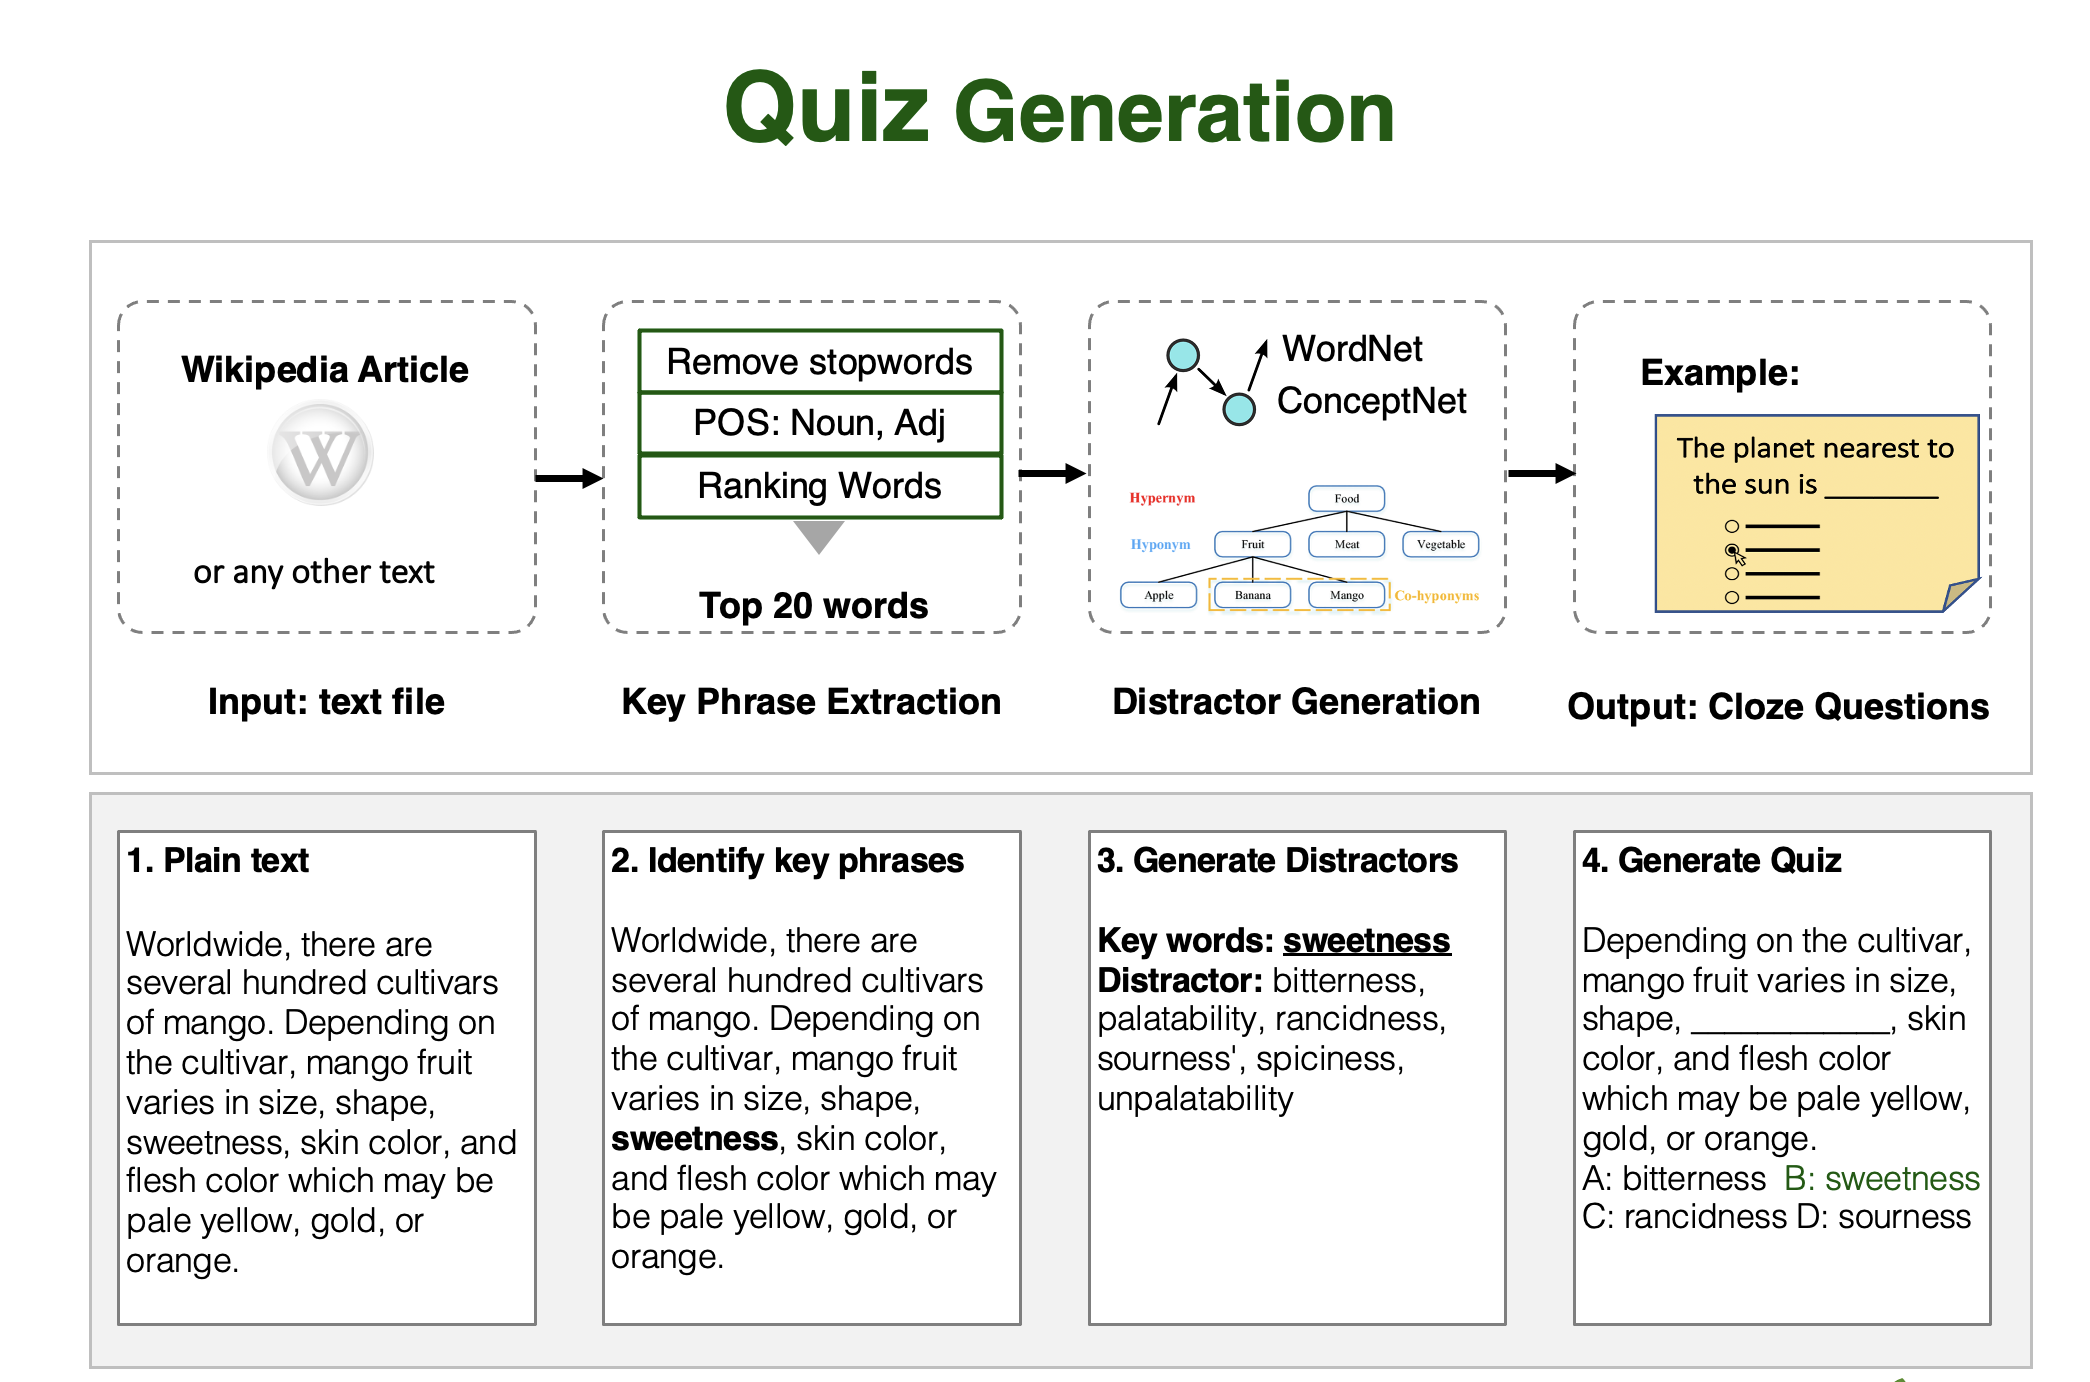 Quiz Generation
Wikipedia Article
W
or any other text
Input: text file
Remove stopwords
POS: Noun, Adj
Ranking Words
Top 20 words
Key Phrase Extraction
WordNet
ConceptNet
Hypernym
Food
Hyponym
Fruit
Meat
Vegetable
Apple
Banana
Mango
Co-hyponyms
Distractor Generation
Example:
The planet nearest to
the sun is ________
Output: Cloze Questions
1. Plain text
Worldwide, there are
several hundred cultivars
of mango. Depending on
the cultivar, mango fruit
varies in size, shape,
sweetness, skin color, and
flesh color which may be
pale yellow, gold, or
orange.
2. Identify key phrases
Worldwide, there are
several hundred cultivars
of mango. Depending on
the cultivar, mango fruit
varies in size, shape,
sweetness, skin color,
and flesh color which may
be pale yellow, gold, or
orange.
3. Generate Distractors
Key words: sweetness
Distractor: bitterness,
palatability, rancidness,
sourness', spiciness,
unpalatability
4. Generate Quiz
Depending on the cultivar,
mango fruit varies in size,
shape, ___________, skin
color, and flesh color
which may be pale yellow,
gold, or orange.
A: bitterness B: sweetness
C: rancidness D: sourness